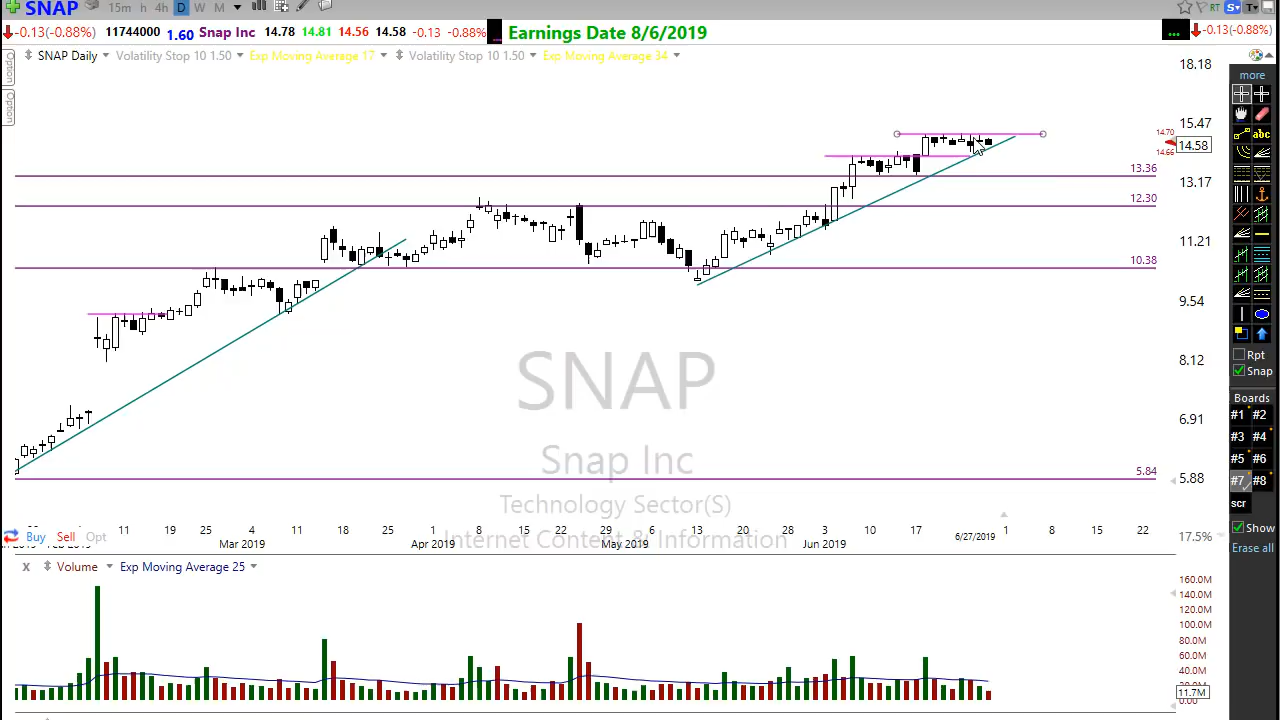 SNAP 15m h 4h D W M RT S T
-0.13(-0.88%) 11744000 1.60 Snap Inc 14.78 14.81 14.56 14.58 -0.13 -0.88% ... Earnings Date 8/6/2019 ... -0.13(-0.88%)
Option
Option
SNAP Daily Volatility Stop 10 1.50 Exp Moving Average 17 Volatility Stop 10 1.50 Exp Moving Average 34
18.18
15.47
14.70
14.58
14.66
13.36
13.17
12.30
11.21
10.38
9.54
8.12
6.91
5.84
5.88
SNAP
Snap Inc
Technology Sector(S)
Internet Content & Information
11 19 25 4 11 18 25 1 8 15 22 29 6 13 20 28 3 10 17 1 8 15 22
Buy Sell Opt
Mar 2019 Apr 2019 May 2019 Jun 2019 6/27/2019
17.5%
X Volume Exp Moving Average 25
160.0M
140.0M
120.0M
100.0M
80.0M
60.0M
40.0M
11.7M
0.00
more
abc
Rpt
Snap
Boards
#1 #2
#3 #4
#5 #6
#7 #8
scr
Show
Erase all